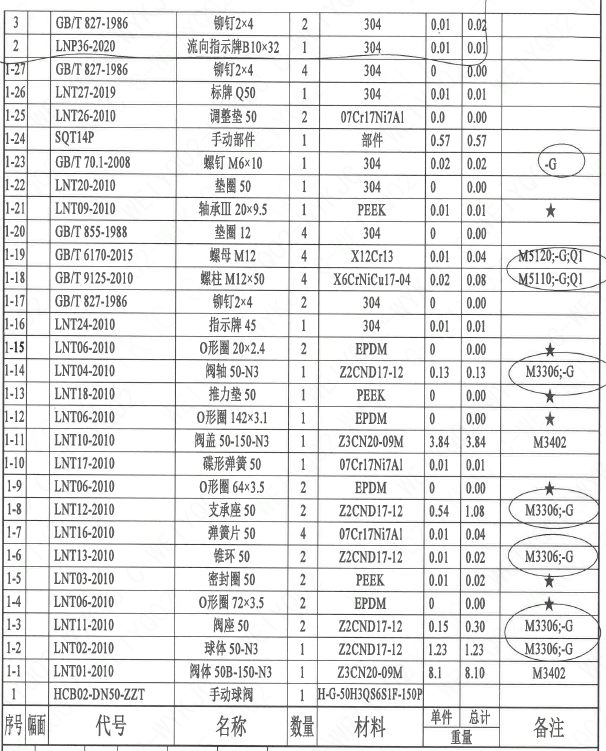 3 GB/T 827-1986 铆钉2×4 2 304 0.01 0.02
2 LNP36-2020 流向指示牌B10×32 1 304 0.01 0.01
1-27 GB/T 827-1986 铆钉2×4 4 304 0 0.00
1-26 LNT27-2019 标牌 Q50 1 304 0.01 0.01
1-25 LNT26-2010 调整垫 50 2 07Cr17Ni7Al 0.0 0.00
1-24 SQT14P 手动部件 1 部件 0.57 0.57
1-23 GB/T 70.1-2008 螺钉 M6×10 1 304 0.02 0.02 -G
1-22 LNT20-2010 垫圈 50 1 304 0 0.00
1-21 LNT09-2010 轴承Ⅲ 20×9.5 1 PEEK 0.01 0.01 ★
1-20 GB/T 855-1988 垫圈 12 4 304 0 0.00
1-19 GB/T 6170-2015 螺母 M12 4 X12Cr13 0.01 0.04 M5120;-G;Q1
1-18 GB/T 9125-2010 螺柱 M12×50 4 X6CrNiCu17-04 0.02 0.08 M5110;-G;Q1
1-17 GB/T 827-1986 铆钉2×4 2 304 0 0.00
1-16 LNT24-2010 指示牌 45 1 304 0.01 0.01
1-15 LNT06-2010 O形圈 20×2.4 2 EPDM 0 0.00 ★
1-14 LNT04-2010 阀轴 50-N3 1 Z2CND17-12 0.13 0.13 M3306;-G
1-13 LNT18-2010 推力垫 50 1 PEEK 0 0.00 ★
1-12 LNT06-2010 O形圈 142×3.1 1 EPDM 0 0.00 ★
1-11 LNT10-2010 阀盖 50-150-N3 1 Z3CN20-09M 3.84 3.84 M3402
1-10 LNT17-2010 碟形弹簧 50 1 07Cr17Ni7Al 0.01 0.01
1-9 LNT06-2010 O形圈 64×3.5 2 EPDM 0 0.00 ★
1-8 LNT12-2010 支承座 50 2 Z2CND17-12 0.54 1.08 M3306;-G
1-7 LNT16-2010 弹簧片 50 4 07Cr17Ni7Al 0.01 0.04
1-6 LNT13-2010 锥环 50 2 Z2CND17-12 0.01 0.02 M3306;-G
1-5 LNT03-2010 密封圈 50 2 PEEK 0.01 0.02 ★
1-4 LNT06-2010 O形圈 72×3.5 2 EPDM 0 0.00 ★
1-3 LNT11-2010 阀座 50 2 Z2CND17-12 0.15 0.30 M3306;-G
1-2 LNT02-2010 球体 50-N3 1 Z2CND17-12 1.23 1.23 M3306;-G
1-1 LNT01-2010 阀体 50B-150-N3 1 Z3CN20-09M 8.1 8.10 M3402
1 HCB02-DN50-ZZT 手动球阀 1 H-G-50H3QS6S1F-150P
序号 幅面 代号 名称 数量 材料 单件 总计 备注
重量